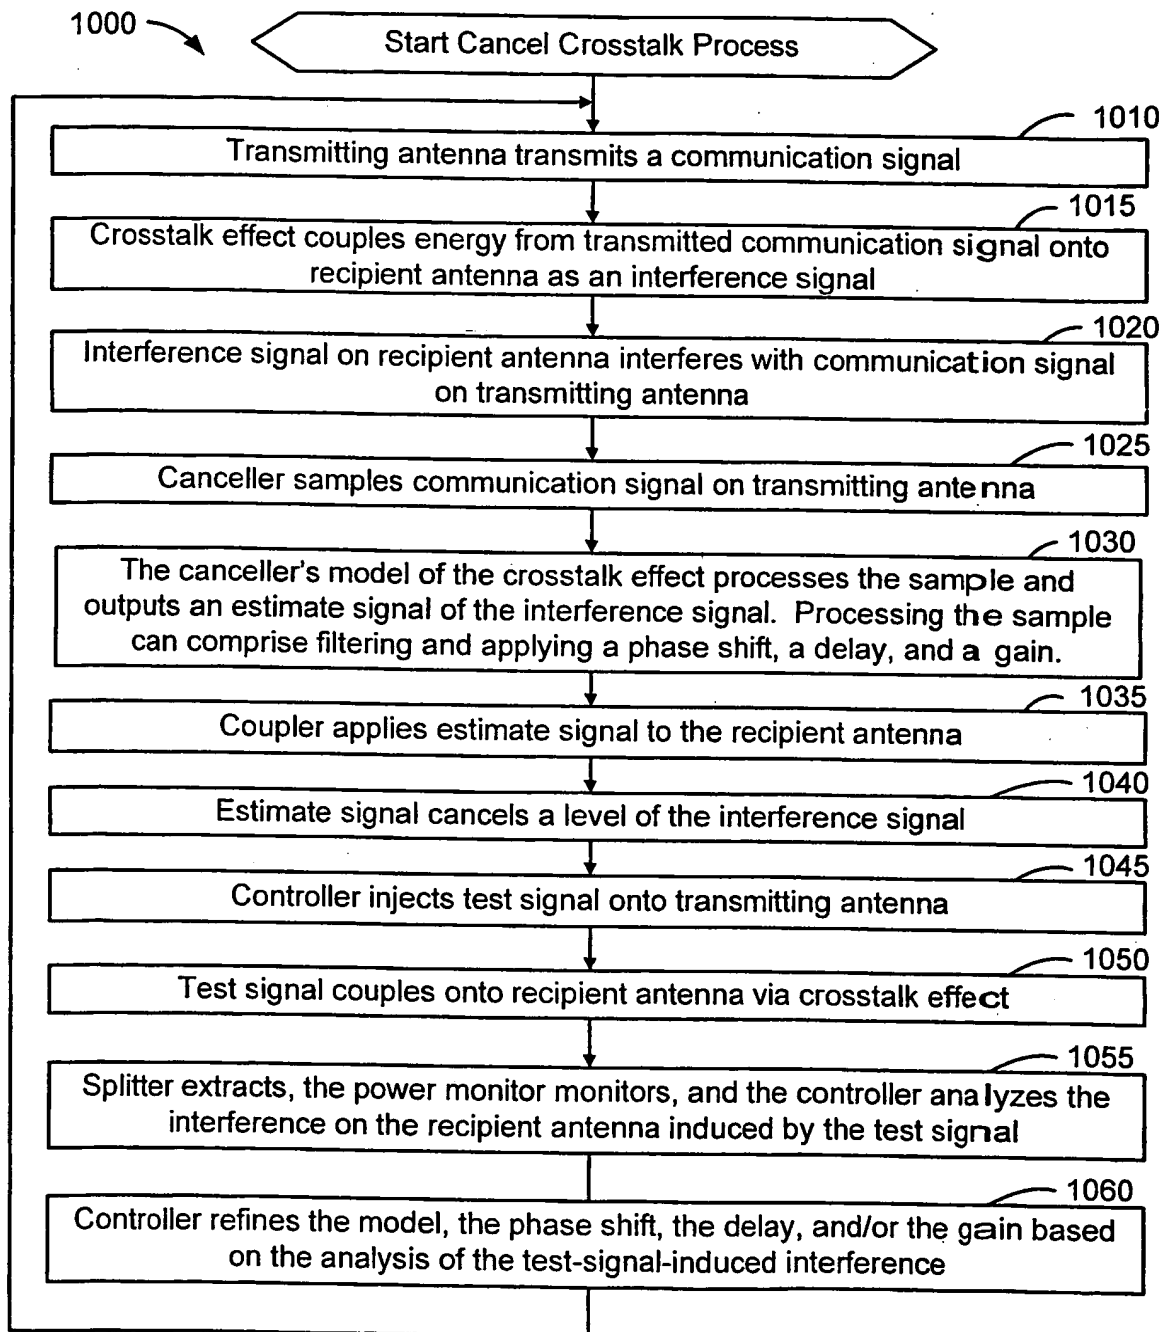 1000
Start Cancel Crosstalk Process
1010
Transmitting antenna transmits a communication signal
1015
Crosstalk effect couples energy from transmitted communication signal onto
recipient antenna as an interference signal
1020
Interference signal on recipient antenna interferes with communication signal
on transmitting antenna
1025
Canceller samples communication signal on transmitting antenna
1030
The canceller's model of the crosstalk effect processes the sample and
outputs an estimate signal of the interference signal. Processing the sample
can comprise filtering and applying a phase shift, a delay, and a gain.
1035
Coupler applies estimate signal to the recipient antenna
1040
Estimate signal cancels a level of the interference signal
1045
Controller injects test signal onto transmitting antenna
1050
Test signal couples onto recipient antenna via crosstalk effect
1055
Splitter extracts, the power monitor monitors, and the controller analyzes the
interference on the recipient antenna induced by the test signal
1060
Controller refines the model, the phase shift, the delay, and/or the gain based
on the analysis of the test-signal-induced interference